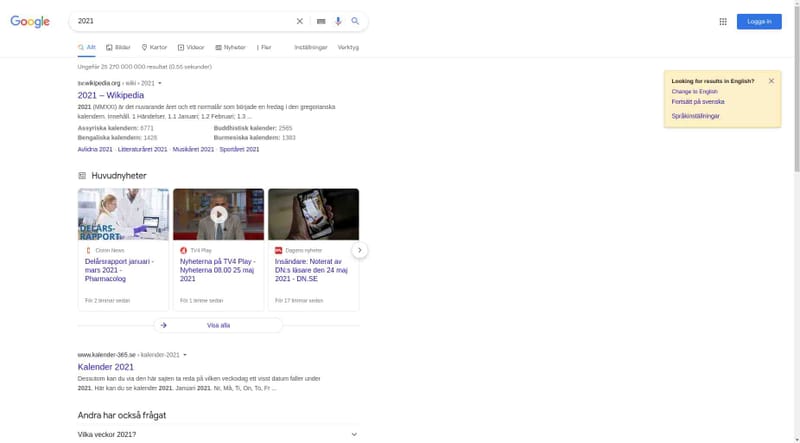 Google
2021
Logga in
Allt Bilder Kartor Videor Nyheter Fler Inställningar Verktyg
Ungefär 25 270 000 000 resultat (0,55 sekunder)
Looking for results in English?
Change to English
Fortsätt på svenska
Språkinställningar
sv.wikipedia.org › wiki › 2021
2021 – Wikipedia
2021 (MMXXI) är det nuvarande året och ett normalår som började en fredag i den gregorianska
kalendern. Innehåll. 1 Händelser. 1.1 Januari; 1.2 Februari; 1.3 ...
Assyriska kalendern: 6771 Buddhistisk kalender: 2565
Bengaliska kalendern: 1428 Burmesiska kalendern: 1383
Avlidna 2021 · Litteraturåret 2021 · Musikåret 2021 · Sportåret 2021
Huvudnyheter
DELÅRS-
RAPPORT
Cision News
Delårsrapport januari -
mars 2021 -
Pharmacolog
För 2 timmar sedan
TV4 Play
Nyheterna på TV4 Play -
Nyheterna 08.00 25 maj
2021
För 1 timme sedan
Dagens nyheter
Insändare: Noterat av
DN:s läsare den 24 maj
2021 - DN.SE
För 17 timmar sedan
Visa alla
www.kalender-365.se › kalender-2021
Kalender 2021
Dessutom kan du via den här sajten ta reda på vilken veckodag ett visst datum faller under
2021. Här kan du se kalender 2021. Januari 2021. Nr, Må, Ti, On, To, Fr ...
Andra har också frågat
Vilka veckor 2021?